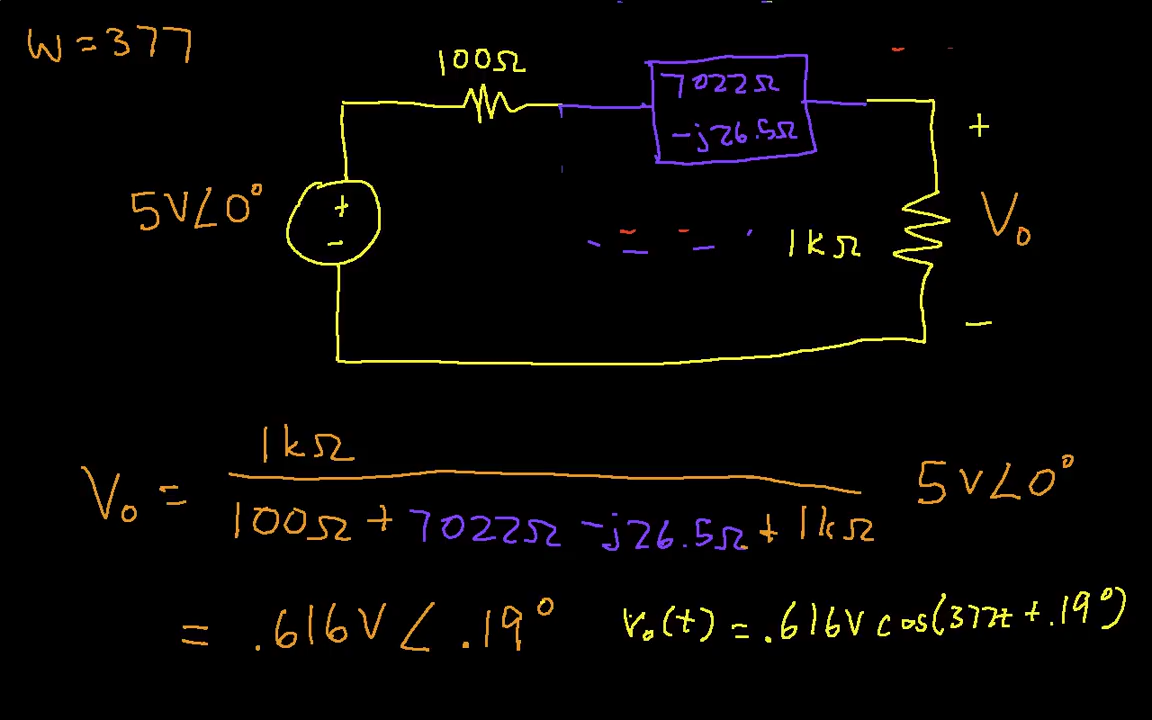 W = 377
100Ω
7022Ω
-j26.5Ω
+
5V∠0°
+
-
1kΩ
V₀
-
1kΩ
V₀ = ―――――――――― 5V∠0°
100Ω + 7022Ω -j26.5Ω + 1kΩ
= .616V ∠ .19° V₀(t) = .616V cos(377t + .19°)